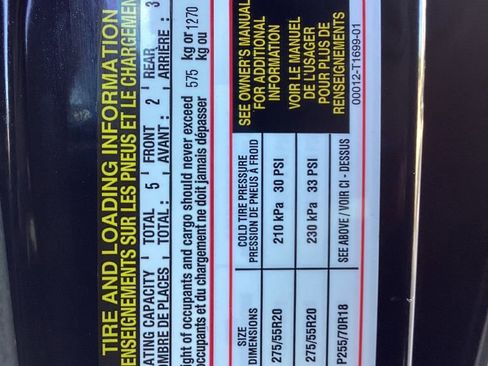 TIRE AND LOADING INFORMATION
RENSEIGNEMENTS SUR LES PNEUS ET LE CHARGEMENT
ATING CAPACITY TOTAL : 5 FRONT : 2 REAR : 3
OMBRE DE PLACES TOTAL : AVANT : ARRIÈRE :
ight of occupants and cargo should never exceed 575 kg or 1270
occupants et du chargement ne doit jamais dépasser kg ou
SIZE
DIMENSIONS
COLD TIRE PRESSURE
PRESSION DE PNEUS À FROID
275/55R20 210 kPa 30 PSI
275/55R20 230 kPa 33 PSI
P255/70R18 SEE ABOVE / VOIR CI - DESSUS
SEE OWNER'S MANUAL
FOR ADDITIONAL
INFORMATION
VOIR LE MANUEL
DE L'USAGER
POUR PLUS DE
RENSEIGNEMENTS
00012-T1699-01